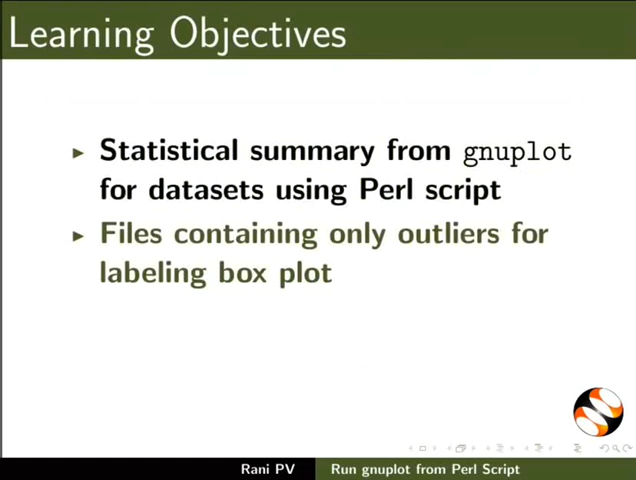 Learning Objectives
Statistical summary from gnuplot
for datasets using Perl script
Files containing only outliers for
labeling box plot
Rani PV Run gnuplot from Perl Script